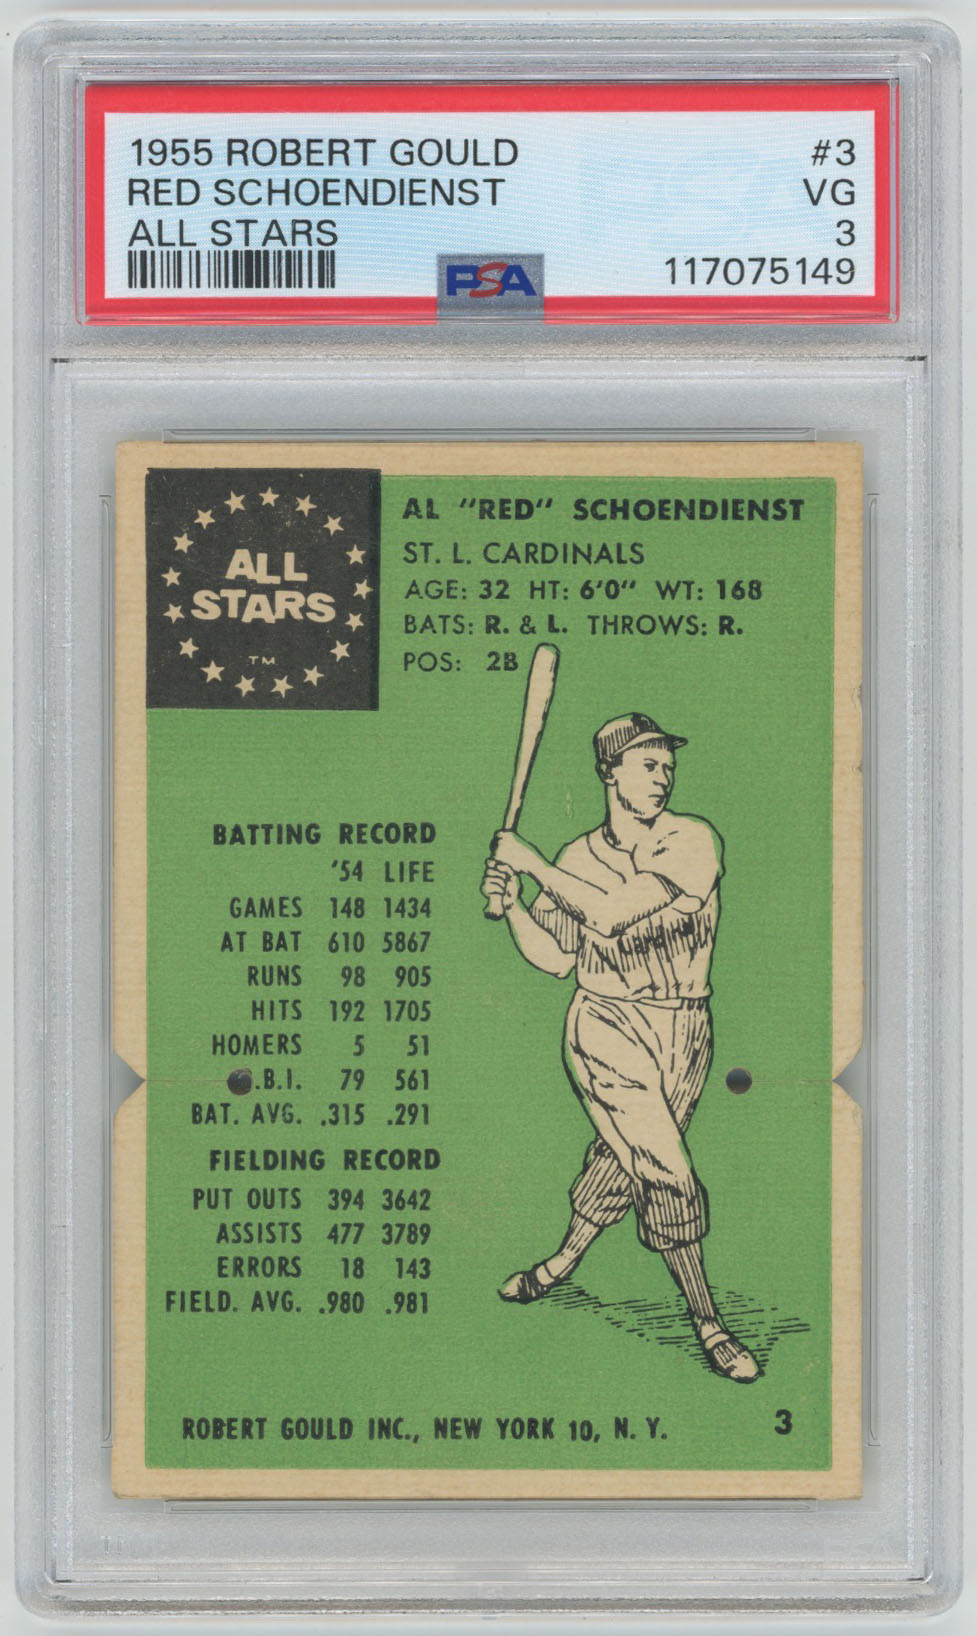 1955 ROBERT GOULD #3
RED SCHOENDIENST VG
ALL STARS 3
PSA 117075149
ALL
STARS
TM
AL "RED" SCHOENDIENST
ST. L. CARDINALS
AGE: 32 HT: 6'0" WT: 168
BATS: R. & L. THROWS: R.
POS: 2B
BATTING RECORD
'54 LIFE
GAMES 148 1434
AT BAT 610 5867
RUNS 98 905
HITS 192 1705
HOMERS 5 51
.B.I. 79 561
BAT. AVG. .315 .291
FIELDING RECORD
PUT OUTS 394 3642
ASSISTS 477 3789
ERRORS 18 143
FIELD. AVG. .980 .981
ROBERT GOULD INC., NEW YORK 10, N. Y. 3